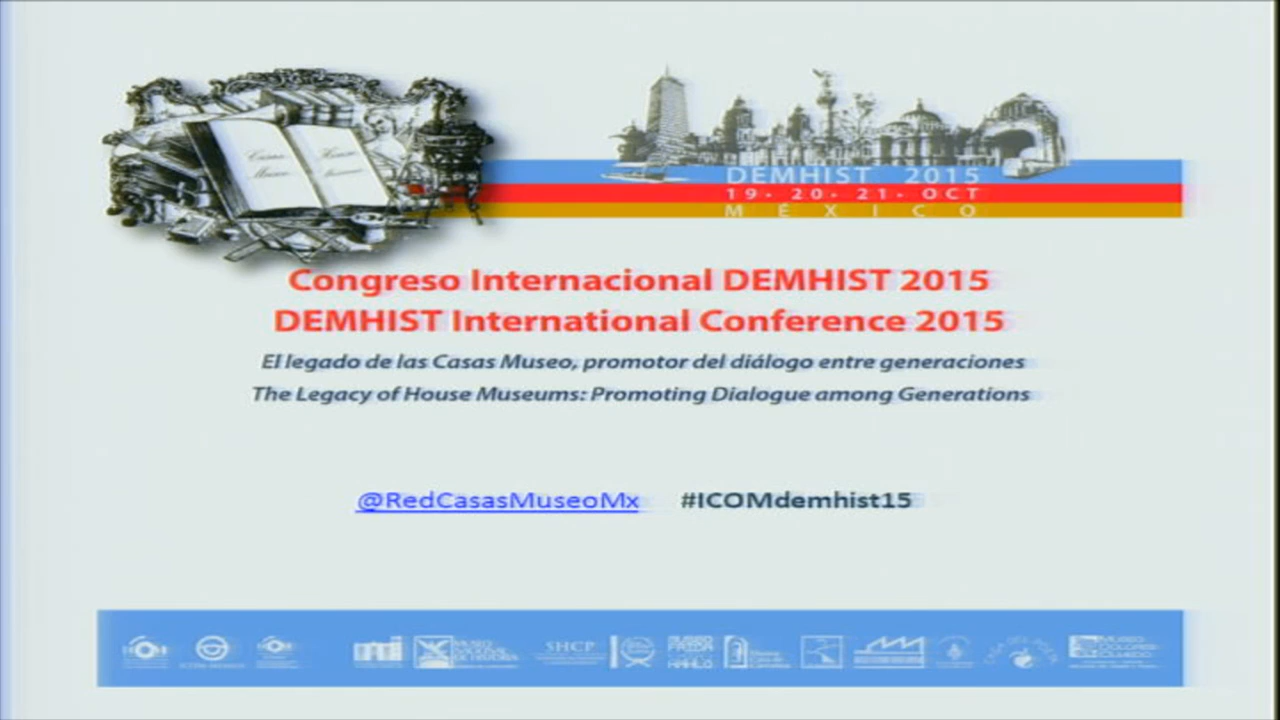 DEMHIST 2015
19 · 20 · 21 · OCT
MÉXICO
Congreso Internacional DEMHIST 2015
DEMHIST International Conference 2015
El legado de las Casas Museo, promotor del diálogo entre generaciones
The Legacy of House Museums: Promoting Dialogue among Generations
@RedCasasMuseoMx #ICOMdemhist15
SHCP